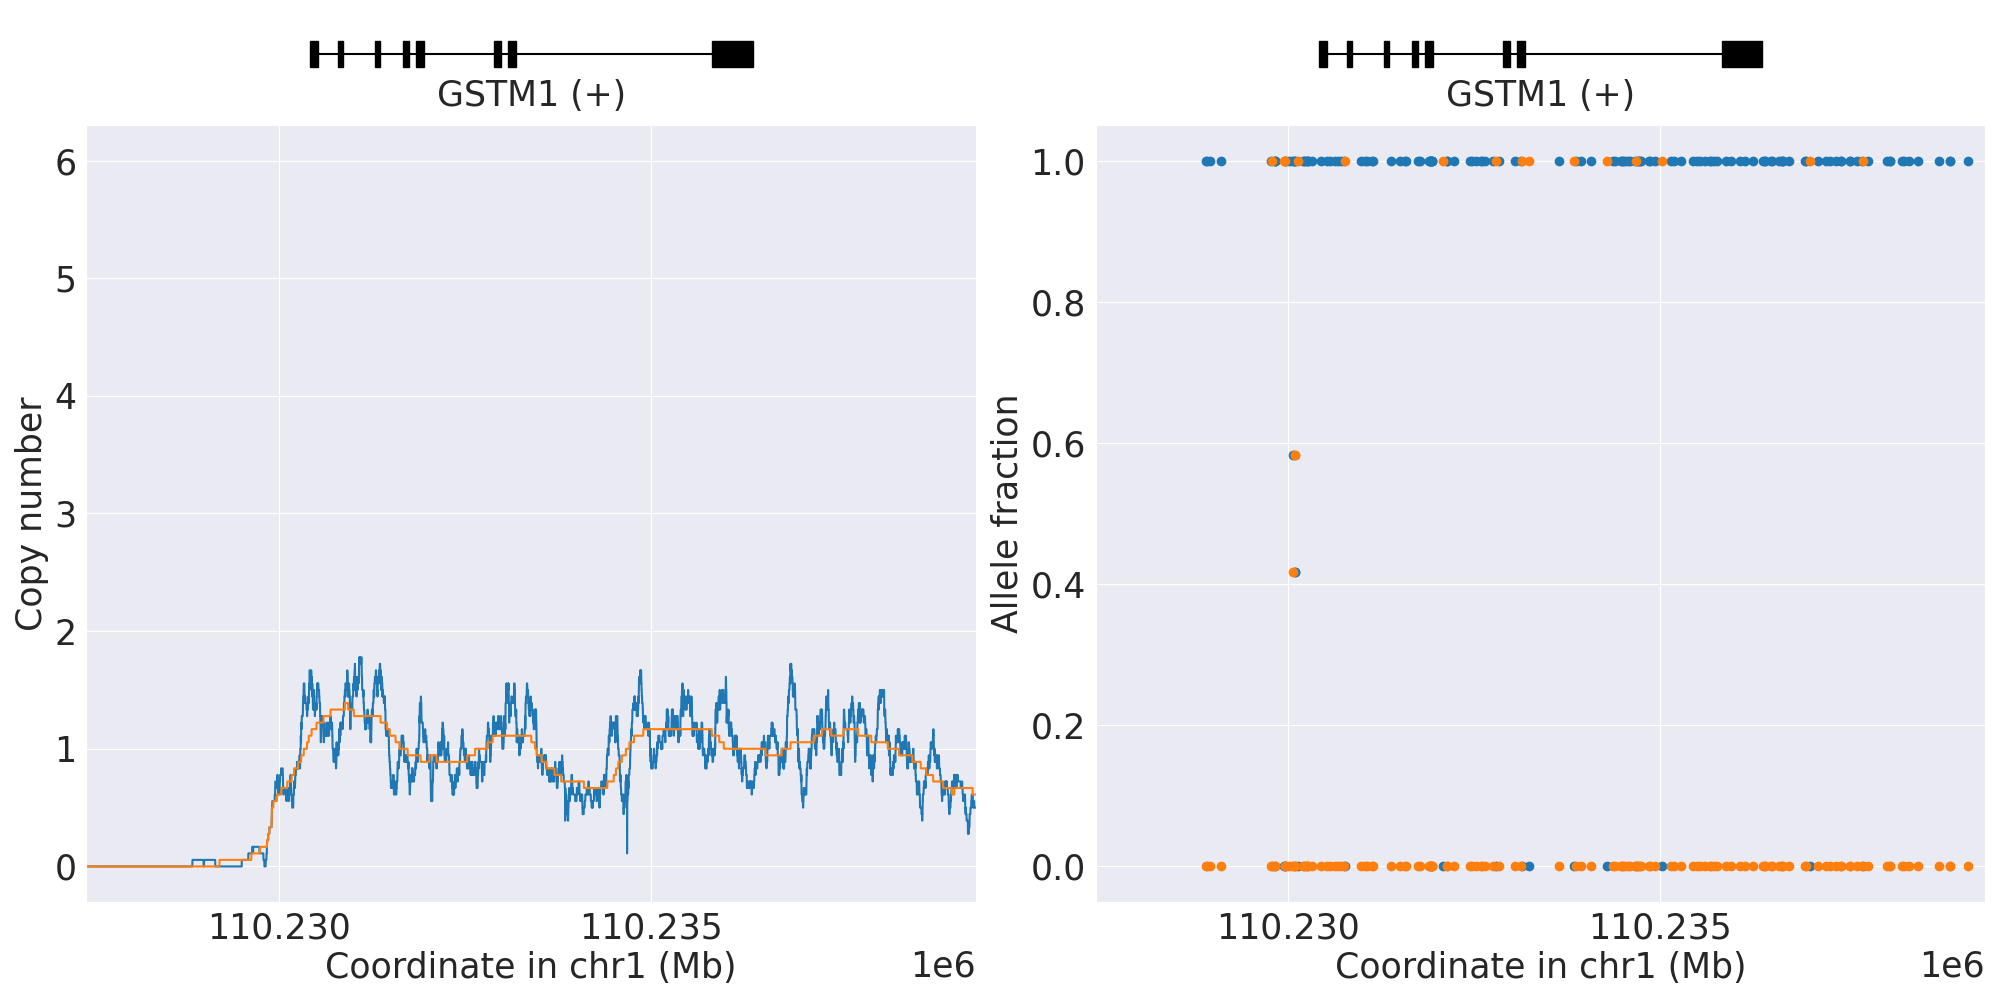 GSTM1 (+)
6
5
4
3
2
1
0
Copy number
110.230
110.235
Coordinate in chr1 (Mb)
1e6
GSTM1 (+)
1.0
0.8
0.6
0.4
0.2
0.0
Allele fraction
110.230
110.235
Coordinate in chr1 (Mb)
1e6